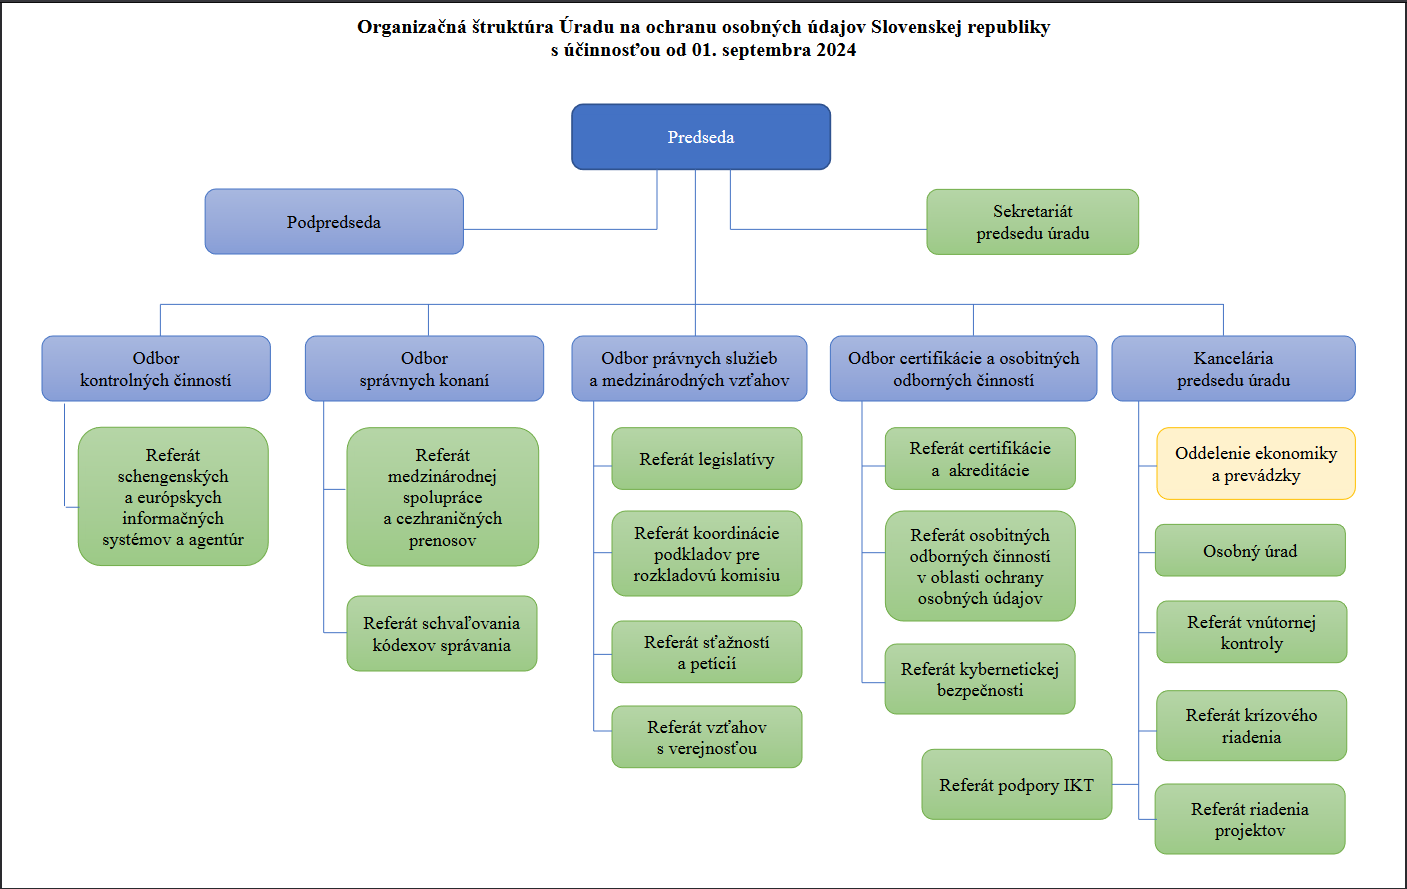 Organizačná štruktúra Úradu na ochranu osobných údajov Slovenskej republiky
s účinnosťou od 01. septembra 2024
Predseda
Podpredseda
Sekretariát
predsedu úradu
Odbor
kontrolných činností
Odbor
správnych konaní
Odbor právnych služieb
a medzinárodných vzťahov
Odbor certifikácie a osobitných
odborných činností
Kancelária
predsedu úradu
Referát
schengenských
a európskych
informačných
systémov a agentúr
Referát
medzinárodnej
spolupráce
a cezhraničných
prenosov
Referát schvaľovania
kódexov správania
Referát legislatívy
Referát koordinácie
podkladov pre
rozkladovú komisiu
Referát sťažností
a petícií
Referát vzťahov
s verejnosťou
Referát certifikácie
a  akreditácie
Referát osobitných
odborných činností
v oblasti ochrany
osobných údajov
Referát kybernetickej
bezpečnosti
Oddelenie ekonomiky
a prevádzky
Osobný úrad
Referát vnútornej
kontroly
Referát krízového
riadenia
Referát podpory IKT
Referát riadenia
projektov